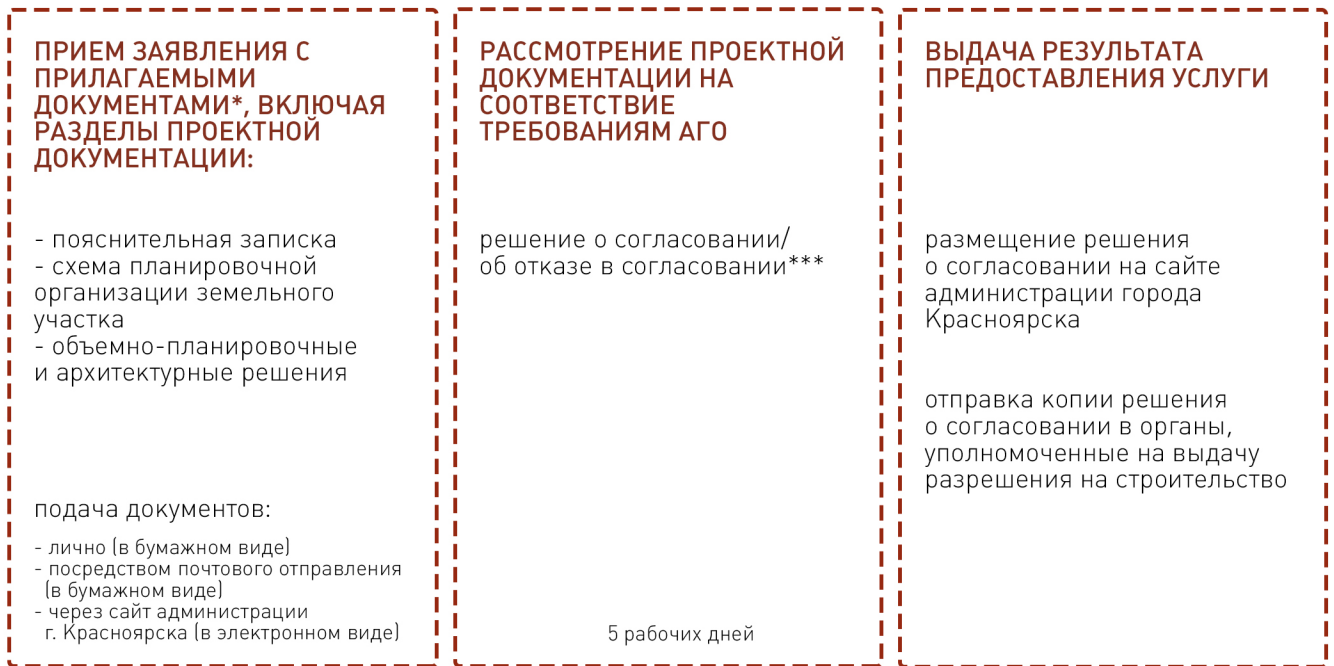 ПРИЕМ ЗАЯВЛЕНИЯ С
ПРИЛАГАЕМЫМИ
ДОКУМЕНТАМИ*, ВКЛЮЧАЯ
РАЗДЕЛЫ ПРОЕКТНОЙ
ДОКУМЕНТАЦИИ:
- пояснительная записка
- схема планировочной
организации земельного
участка
- объемно-планировочные
и архитектурные решения
подача документов:
- лично (в бумажном виде)
- посредством почтового отправления
(в бумажном виде)
- через сайт администрации
г. Красноярска (в электронном виде)
РАССМОТРЕНИЕ ПРОЕКТНОЙ
ДОКУМЕНТАЦИИ НА
СООТВЕТСТВИЕ
ТРЕБОВАНИЯМ АГО
решение о согласовании/
об отказе в согласовании***
5 рабочих дней
ВЫДАЧА РЕЗУЛЬТАТА
ПРЕДОСТАВЛЕНИЯ УСЛУГИ
размещение решения
о согласовании на сайте
администрации города
Красноярска
отправка копии решения
о согласовании в органы,
уполномоченные на выдачу
разрешения на строительство